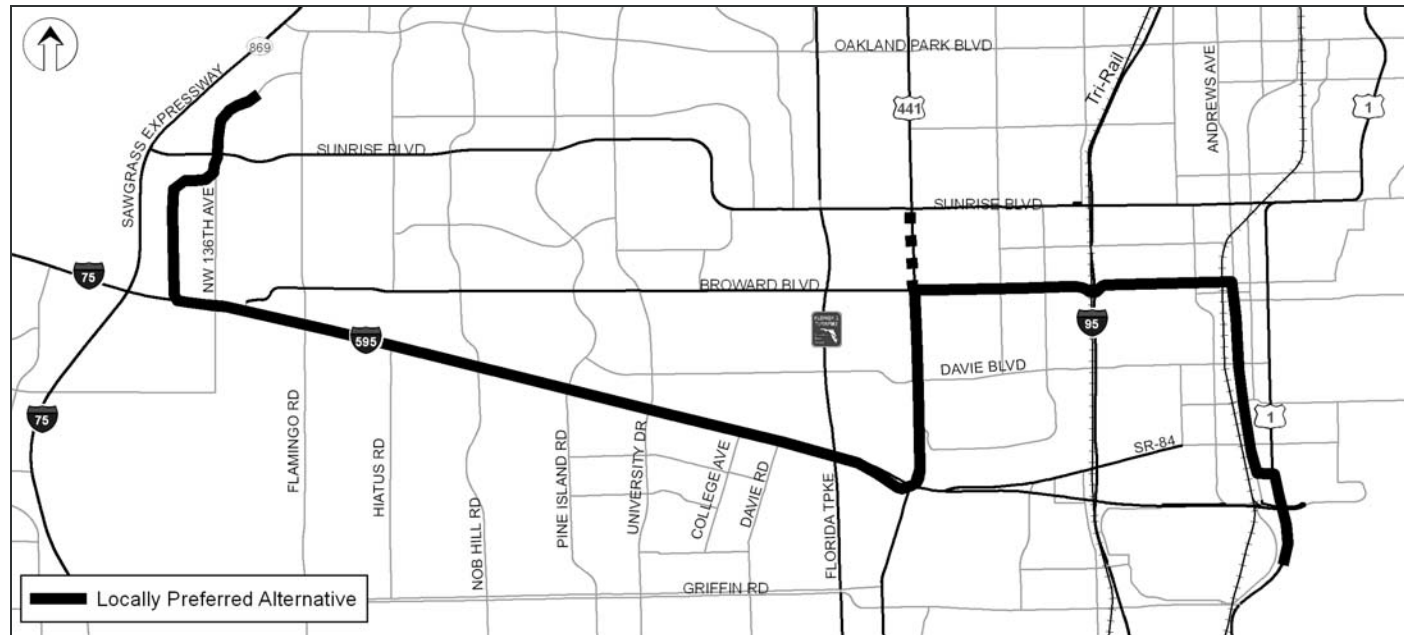 869
OAKLAND PARK BLVD
SAWGRASS EXPRESSWAY
441
Tri-Rail
ANDREWS AVE
1
SUNRISE BLVD
NW 136TH AVE
SUNRISE BLVD
75
BROWARD BLVD
595
95
DAVIE BLVD
75
1
FLAMINGO RD
HIATUS RD
NOB HILL RD
PINE ISLAND RD
UNIVERSITY DR
COLLEGE AVE
DAVIE RD
FLORIDA TPKE
SR-84
GRIFFIN RD
Locally Preferred Alternative